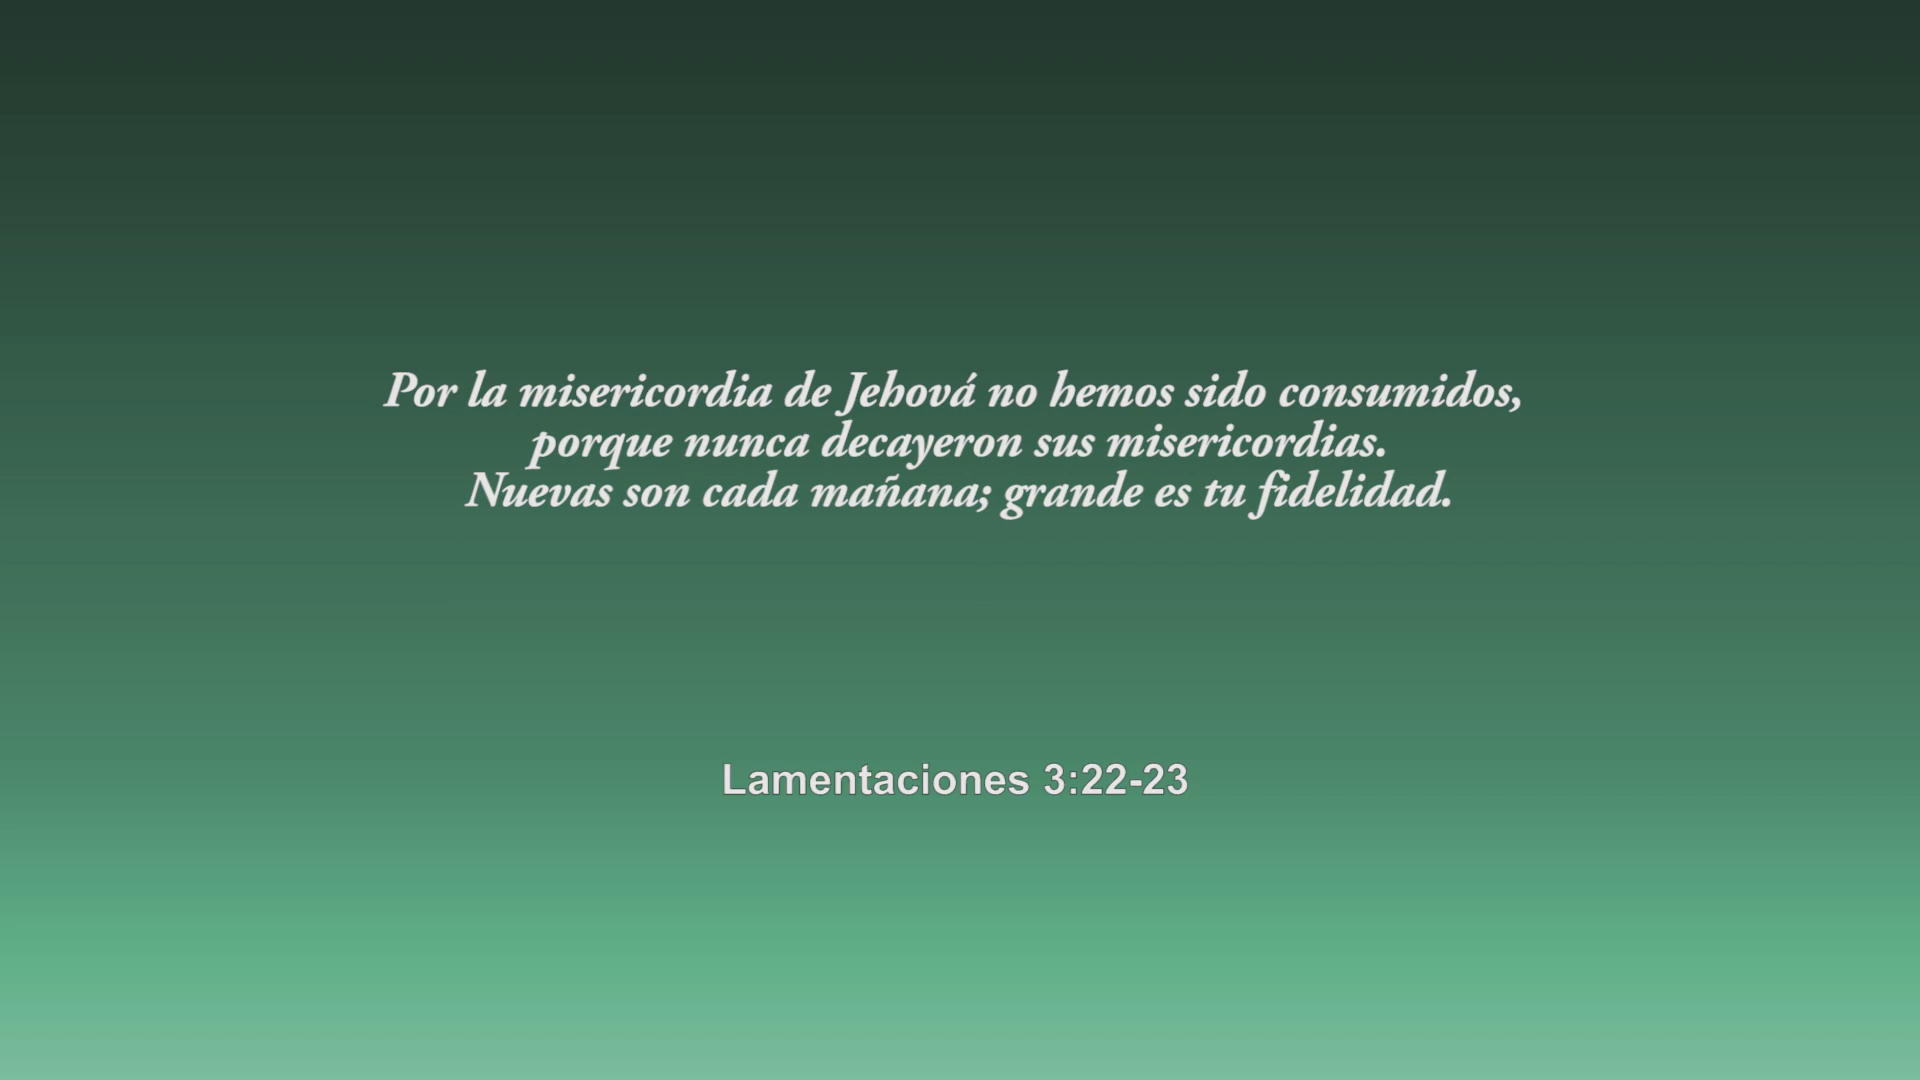 Por la misericordia de Jehová no hemos sido consumidos,
porque nunca decayeron sus misericordias.
Nuevas son cada mañana; grande es tu fidelidad.
Lamentaciones 3:22-23